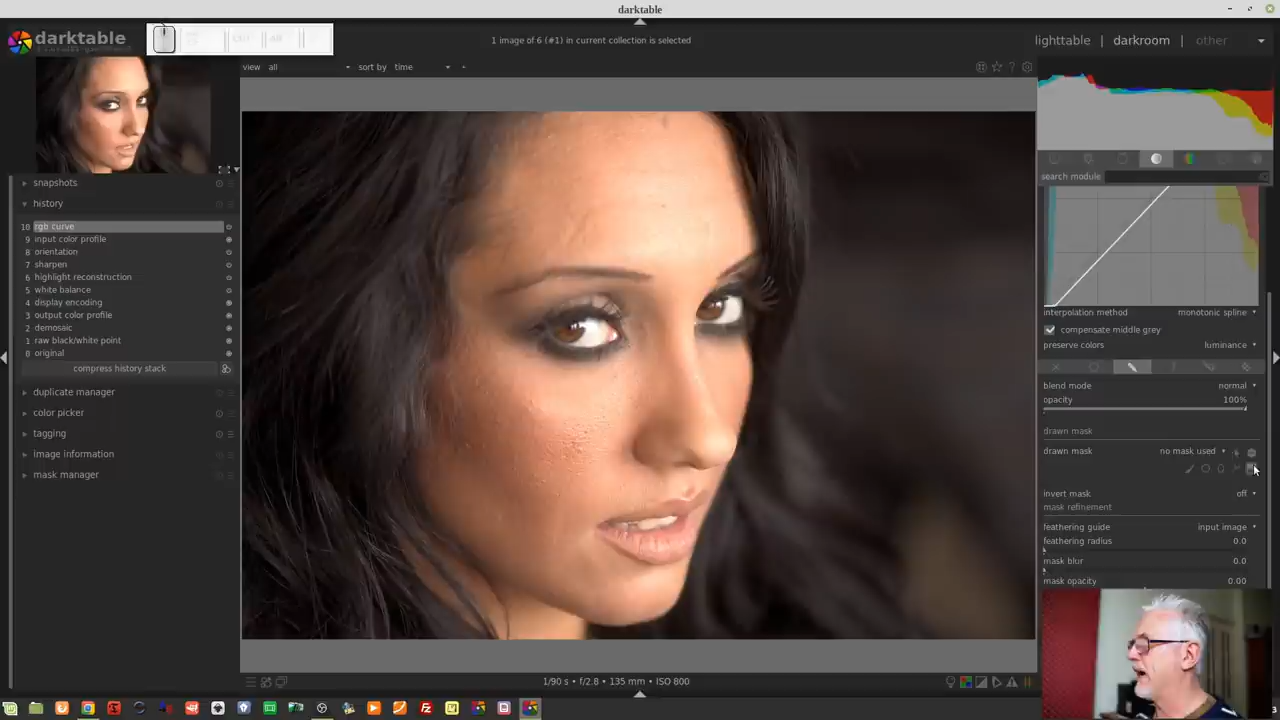 darktable
darktable
1 image of 6 (#1) in current collection is selected
lighttable | darkroom | other
view all sort by time
search module
snapshots
history
10 rgb curve
9 input color profile
8 orientation
7 sharpen
6 highlight reconstruction
5 white balance
4 display encoding
3 output color profile
2 demosaic
1 raw black/white point
0 original
compress history stack
duplicate manager
color picker
tagging
image information
mask manager
interpolation method monotonic spline
compensate middle grey
preserve colors luminance
blend mode normal
opacity 100%
drawn mask
drawn mask no mask used
invert mask off
mask refinement
feathering guide input image
feathering radius 0.0
mask blur 0.0
mask opacity 0.00
1/90 s • f/2.8 • 135 mm • ISO 800